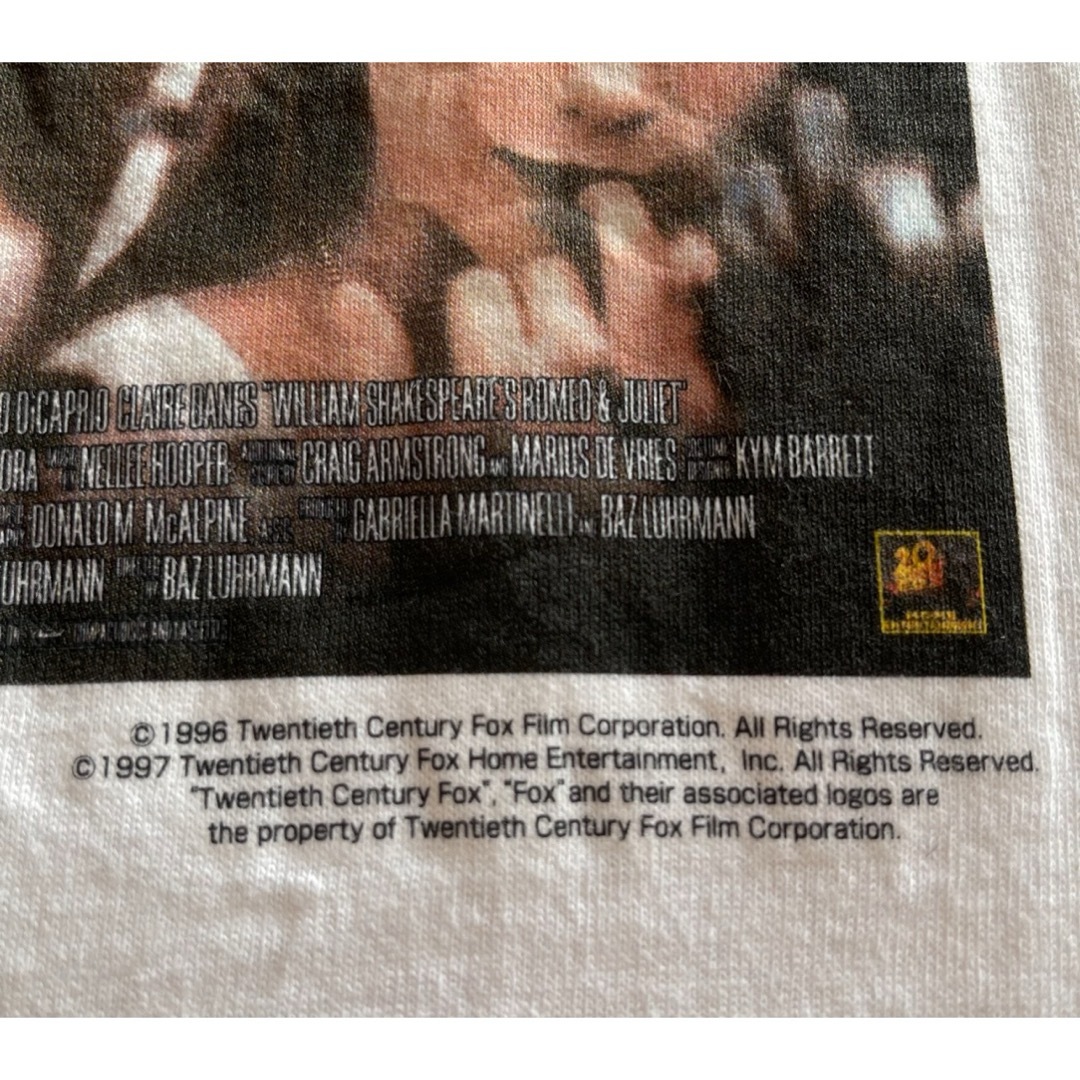 DiCAPRIO CLAIRE DANES "WILLIAM SHAKESPEARE'S ROMEO & JULIET"
NELLEE HOOPER CRAIG ARMSTRONG MARIUS DE VRIES KYM BARRETT
DONALD M. McALPINE GABRIELLA MARTINELLI BAZ LUHRMANN
BAZ LUHRMANN
©1996 Twentieth Century Fox Film Corporation. All Rights Reserved.
©1997 Twentieth Century Fox Home Entertainment, Inc. All Rights Reserved.
"Twentieth Century Fox", "Fox" and their associated logos are
the property of Twentieth Century Fox Film Corporation.